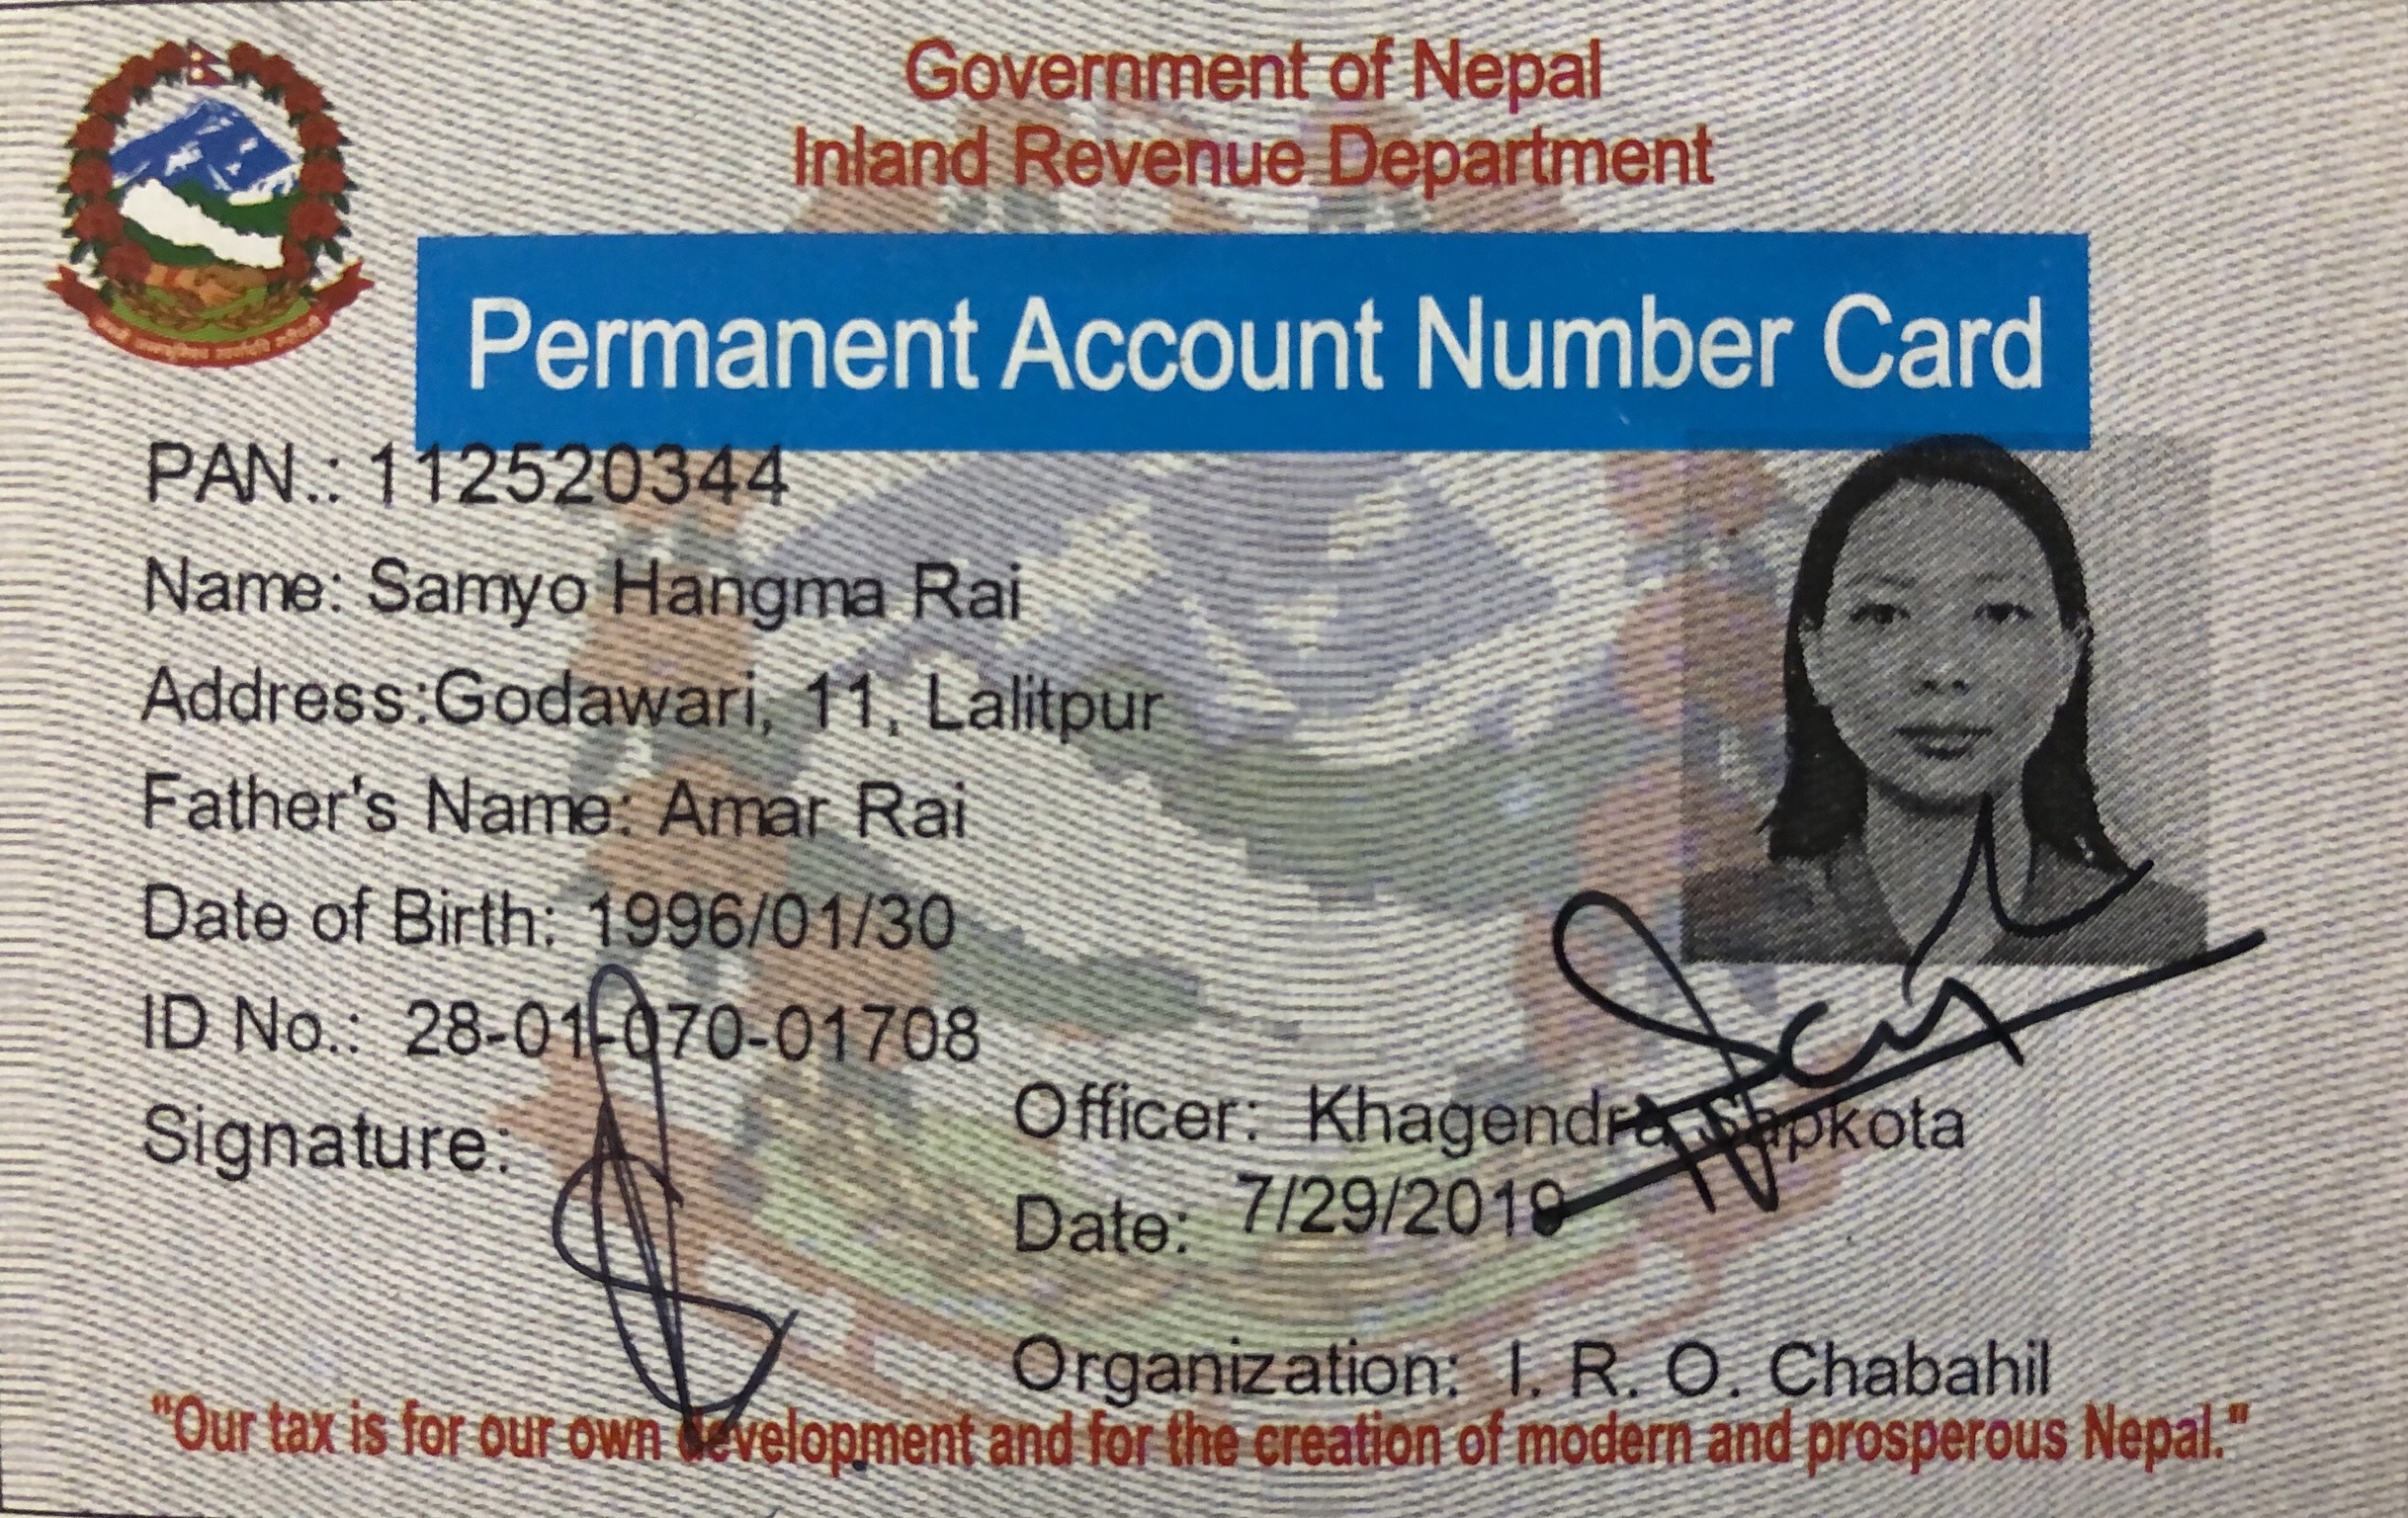 Government of Nepal
Inland Revenue Department
Permanent Account Number Card
PAN.: 112520344
Name: Samyo Hangma Rai
Address:Godawari, 11, Lalitpur
Father's Name: Amar Rai
Date of Birth: 1996/01/30
ID No.: 28-01-070-01708
Signature:
Officer: Khagendra Sapkota
Date: 7/29/2019
Organization: I. R. O. Chabahil
"Our tax is for our own development and for the creation of modern and prosperous Nepal."